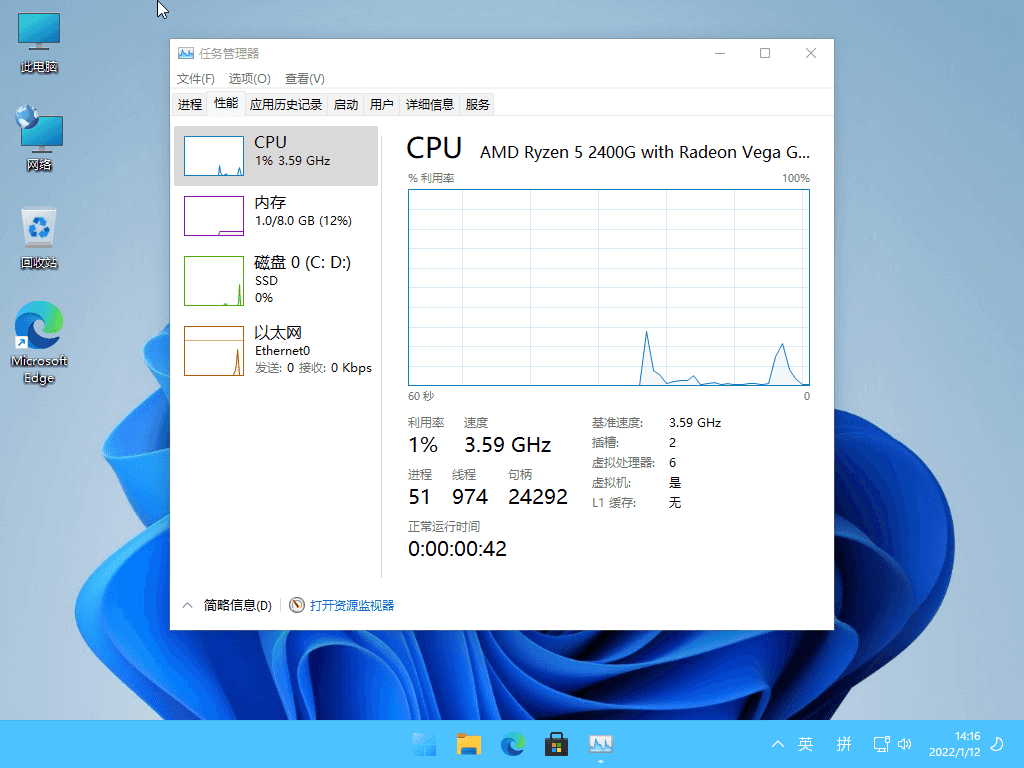 此电脑
网络
回收站
Microsoft
Edge
任务管理器
文件(F) 选项(O) 查看(V)
进程 性能 应用历史记录 启动 用户 详细信息 服务
CPU
1% 3.59 GHz
内存
1.0/8.0 GB (12%)
磁盘 0 (C: D:)
SSD
0%
以太网
Ethernet0
发送: 0 接收: 0 Kbps
CPU AMD Ryzen 5 2400G with Radeon Vega G...
% 利用率 100%
60 秒 0
利用率 速度
1% 3.59 GHz
进程 线程 句柄
51 974 24292
正常运行时间
0:00:00:42
基准速度: 3.59 GHz
插槽: 2
虚拟处理器: 6
虚拟机: 是
L1 缓存: 无
简略信息(D) 打开资源监视器
英 拼
14:16
2022/1/12